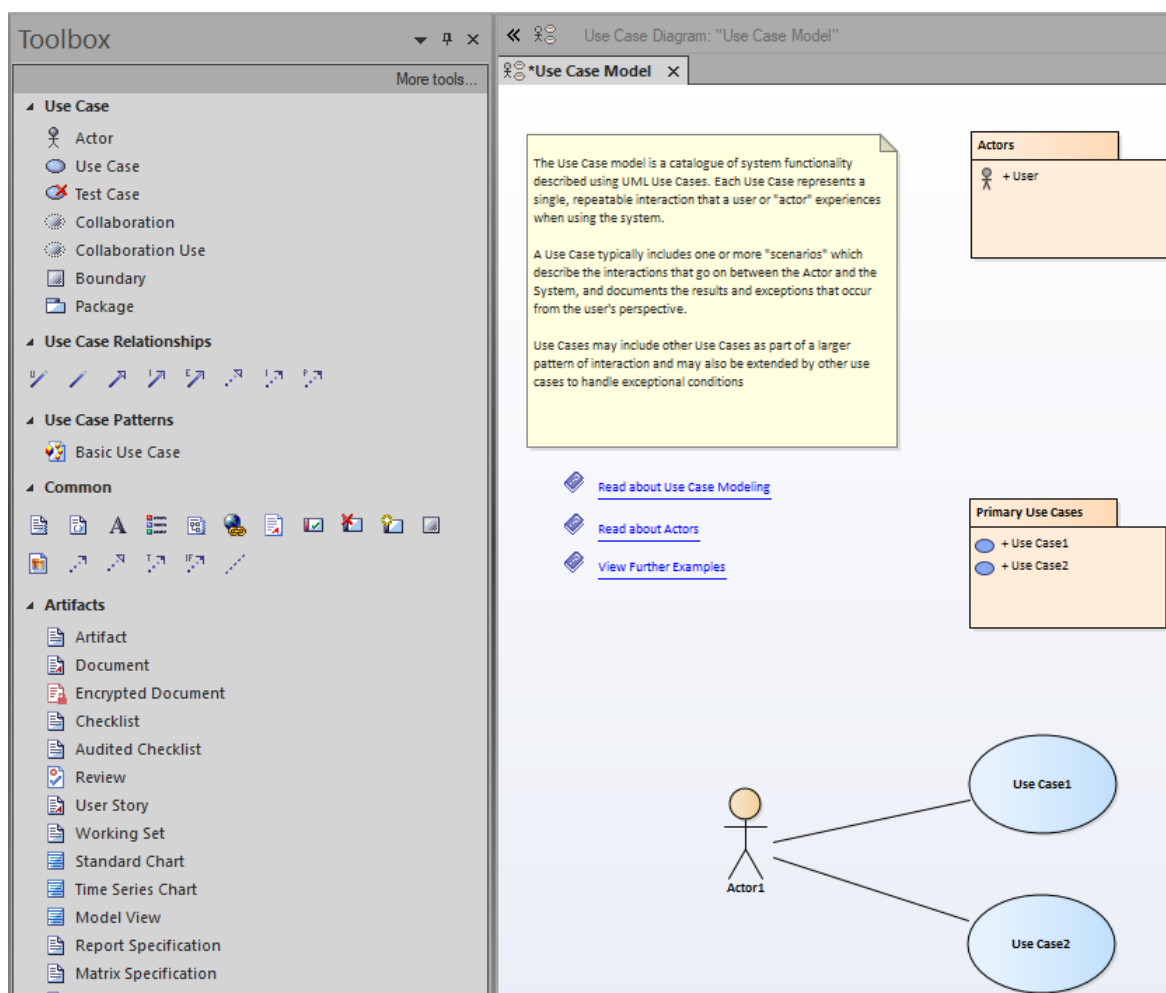 Toolbox
More tools...
Use Case
Actor
Use Case
Test Case
Collaboration
Collaboration Use
Boundary
Package
Use Case Relationships
Use Case Patterns
Basic Use Case
Common
Artifacts
Artifact
Document
Encrypted Document
Checklist
Audited Checklist
Review
User Story
Working Set
Standard Chart
Time Series Chart
Model View
Report Specification
Matrix Specification
Use Case Diagram: "Use Case Model"
*Use Case Model
The Use Case model is a catalogue of system functionality
described using UML Use Cases. Each Use Case represents a
single, repeatable interaction that a user or "actor" experiences
when using the system.
A Use Case typically includes one or more "scenarios" which
describe the interactions that go on between the Actor and the
System, and documents the results and exceptions that occur
from the user's perspective.
Use Cases may include other Use Cases as part of a larger
pattern of interaction and may also be extended by other use
cases to handle exceptional conditions
Read about Use Case Modeling
Read about Actors
View Further Examples
Actors
+ User
Primary Use Cases
+ Use Case1
+ Use Case2
Use Case1
Actor1
Use Case2